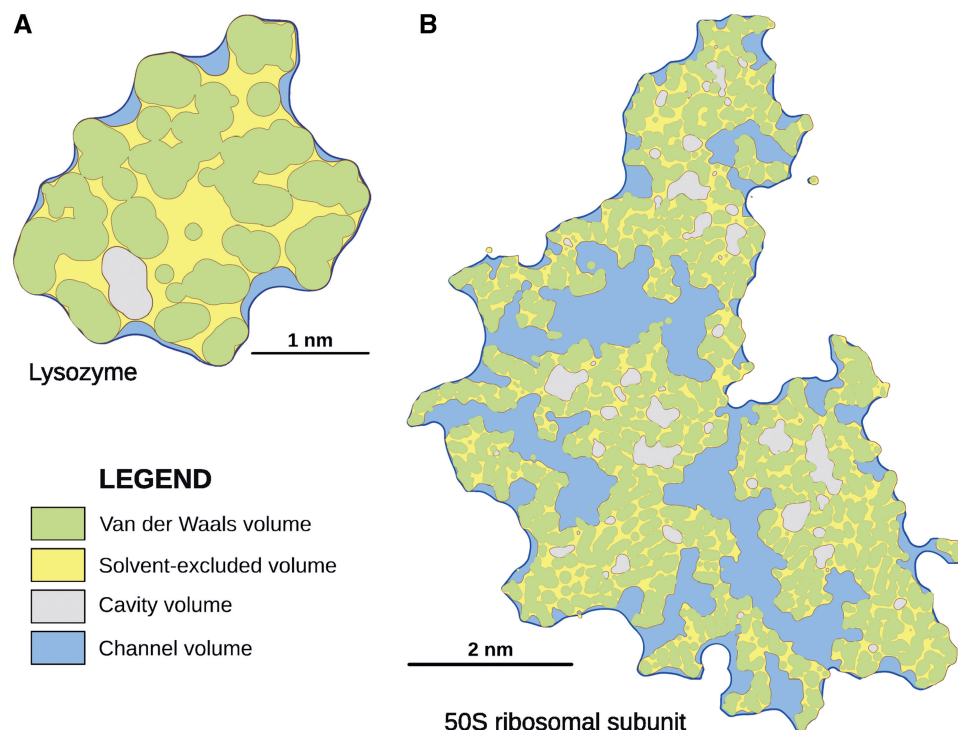 A
B
1 nm
Lysozyme
LEGEND
Van der Waals volume
Solvent-excluded volume
Cavity volume
Channel volume
2 nm
50S ribosomal subunit